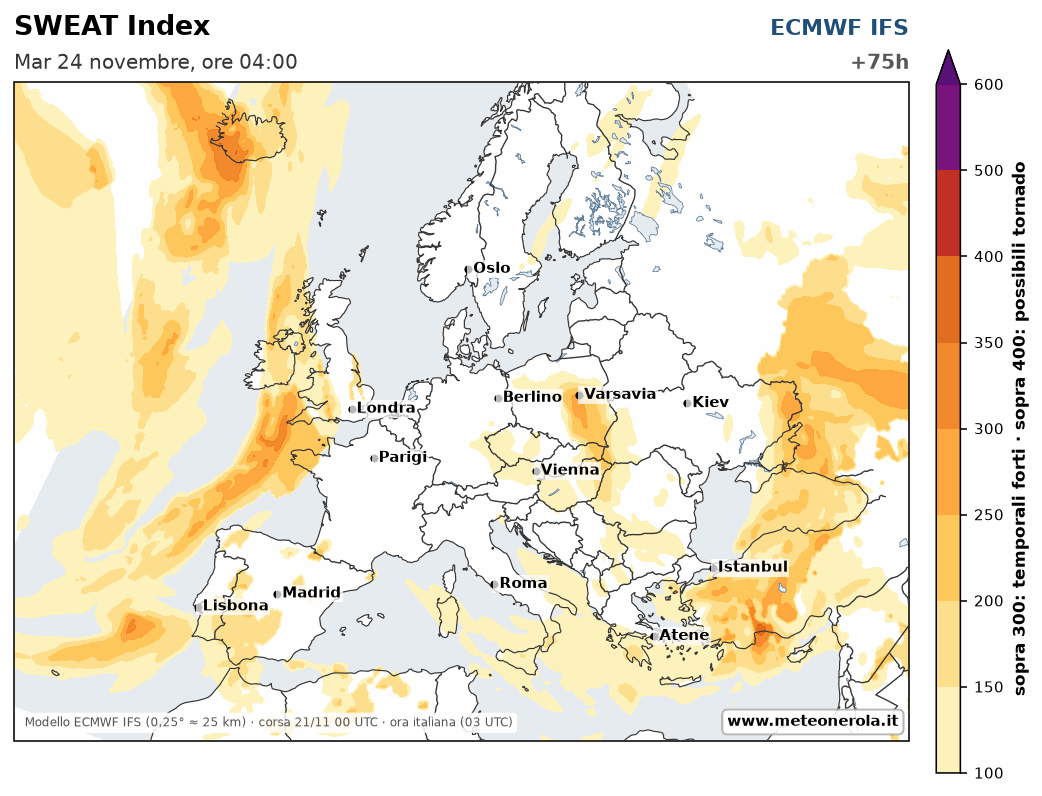 SWEAT Index
ECMWF IFS
Mar 24 novembre, ore 04:00
+75h
Oslo
Londra
Berlino
Varsavia
Kiev
Parigi
Vienna
Istanbul
Roma
Madrid
Lisbona
Atene
Modello ECMWF IFS (0,25° ≈ 25 km) · corsa 21/11 00 UTC · ora italiana (03 UTC)
www.meteonerola.it
600
500
400
350
300
250
200
150
100
sopra 300: temporali forti · sopra 400: possibili tornado